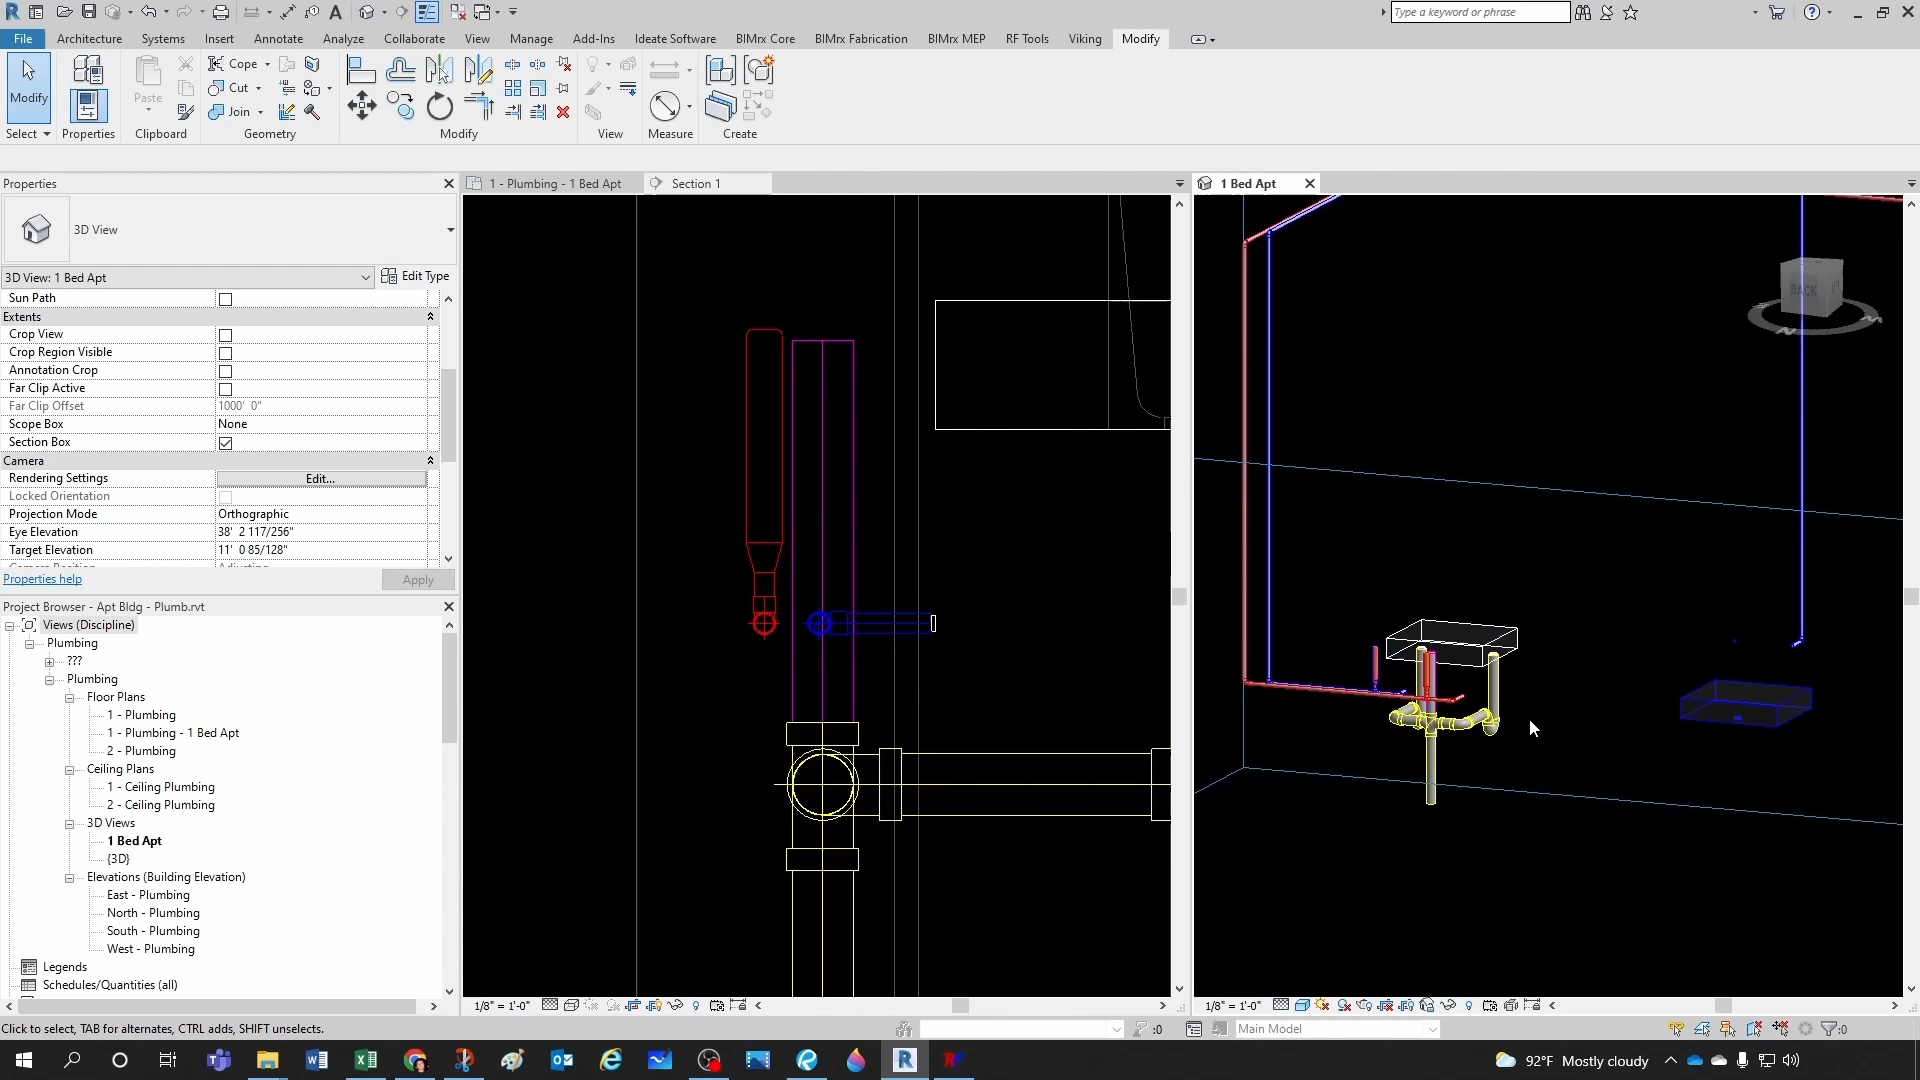 Type a keyword or phrase
File Architecture Systems Insert Annotate Analyze Collaborate View Manage Add-Ins Ideate Software BIMrx Core BIMrx Fabrication BIMrx MEP RF Tools Viking Modify
Modify Paste Cope Cut Join
Select Properties Clipboard Geometry Modify View Measure Create
Properties
3D View
3D View: 1 Bed Apt Edit Type
Sun Path
Extents
Crop View
Crop Region Visible
Annotation Crop
Far Clip Active
Far Clip Offset 1000' 0"
Scope Box None
Section Box
Camera
Rendering Settings Edit...
Locked Orientation
Projection Mode Orthographic
Eye Elevation 38' 2 117/256"
Target Elevation 11' 0 85/128"
Properties help Apply
Project Browser - Apt Bldg - Plumb.rvt
Views (Discipline)
Plumbing
???
Plumbing
Floor Plans
1 - Plumbing
1 - Plumbing - 1 Bed Apt
2 - Plumbing
Ceiling Plans
1 - Ceiling Plumbing
2 - Ceiling Plumbing
3D Views
1 Bed Apt
{3D}
Elevations (Building Elevation)
East - Plumbing
North - Plumbing
South - Plumbing
West - Plumbing
Legends
Schedules/Quantities (all)
1 - Plumbing - 1 Bed Apt Section 1
1/8" = 1'-0"
1 Bed Apt
BACK
1/8" = 1'-0"
Click to select, TAB for alternates, CTRL adds, SHIFT unselects. :0 Main Model :0
92°F Mostly cloudy